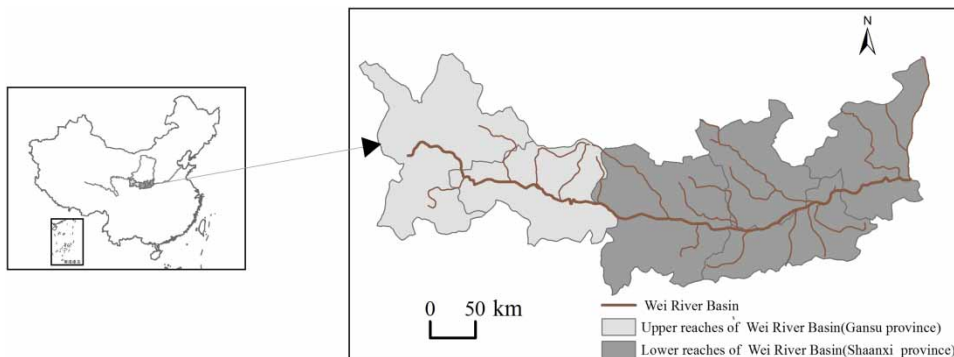 N
0 50 km
Wei River Basin
Upper reaches of Wei River Basin(Gansu province)
Lower reaches of Wei River Basin(Shaanxi province)